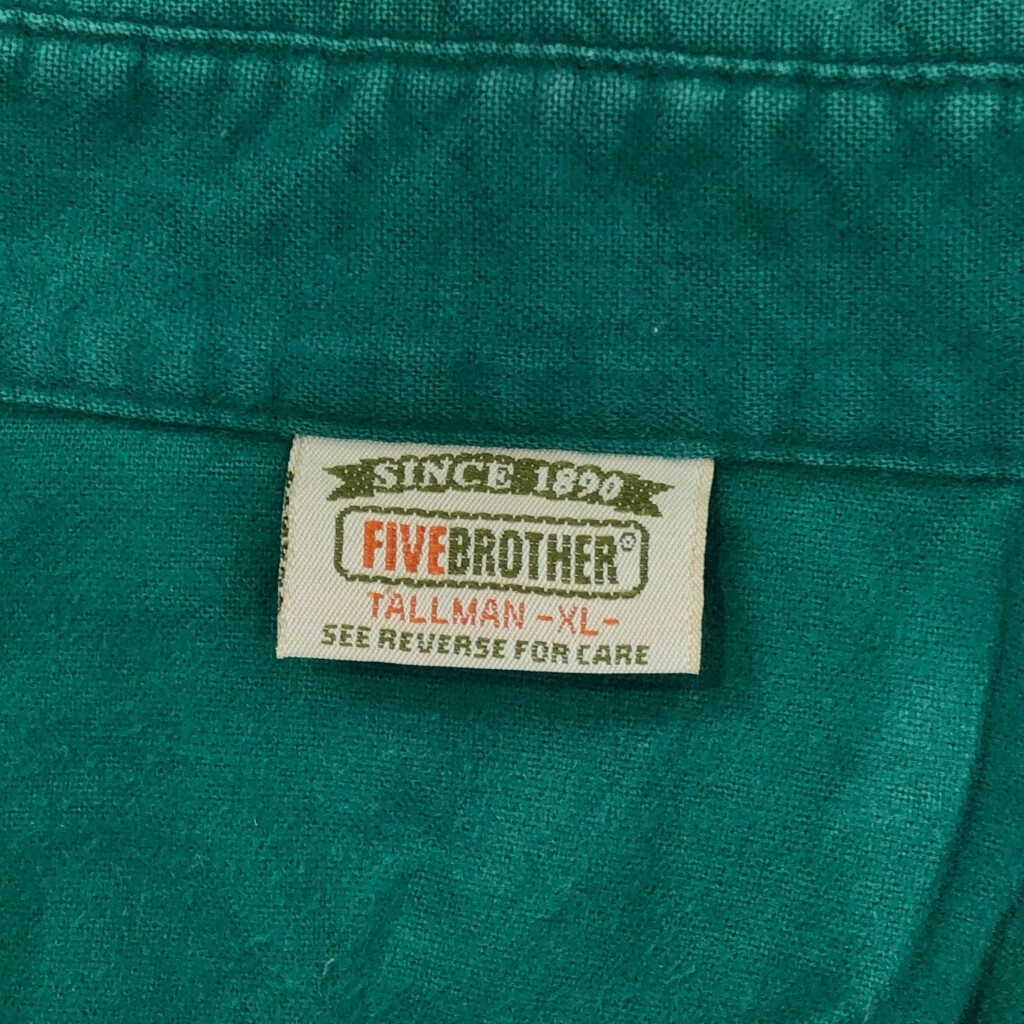 SINCE 1890
FIVEBROTHER®
TALLMAN -XL-
SEE REVERSE FOR CARE